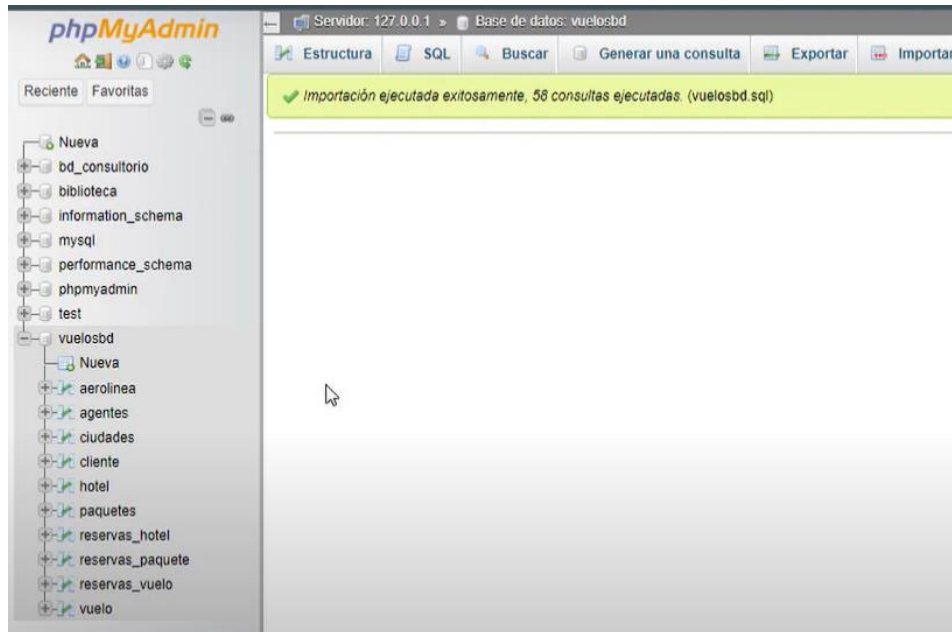 phpMyAdmin
Reciente Favoritas
Nueva
bd_consultorio
biblioteca
information_schema
mysql
performance_schema
phpmyadmin
test
vuelosbd
Nueva
aerolinea
agentes
ciudades
cliente
hotel
paquetes
reservas_hotel
reservas_paquete
reservas_vuelo
vuelo
Servidor: 127.0.0.1 » Base de datos: vuelosbd
Estructura SQL Buscar Generar una consulta Exportar Importar
Importación ejecutada exitosamente, 58 consultas ejecutadas. (vuelosbd.sql)